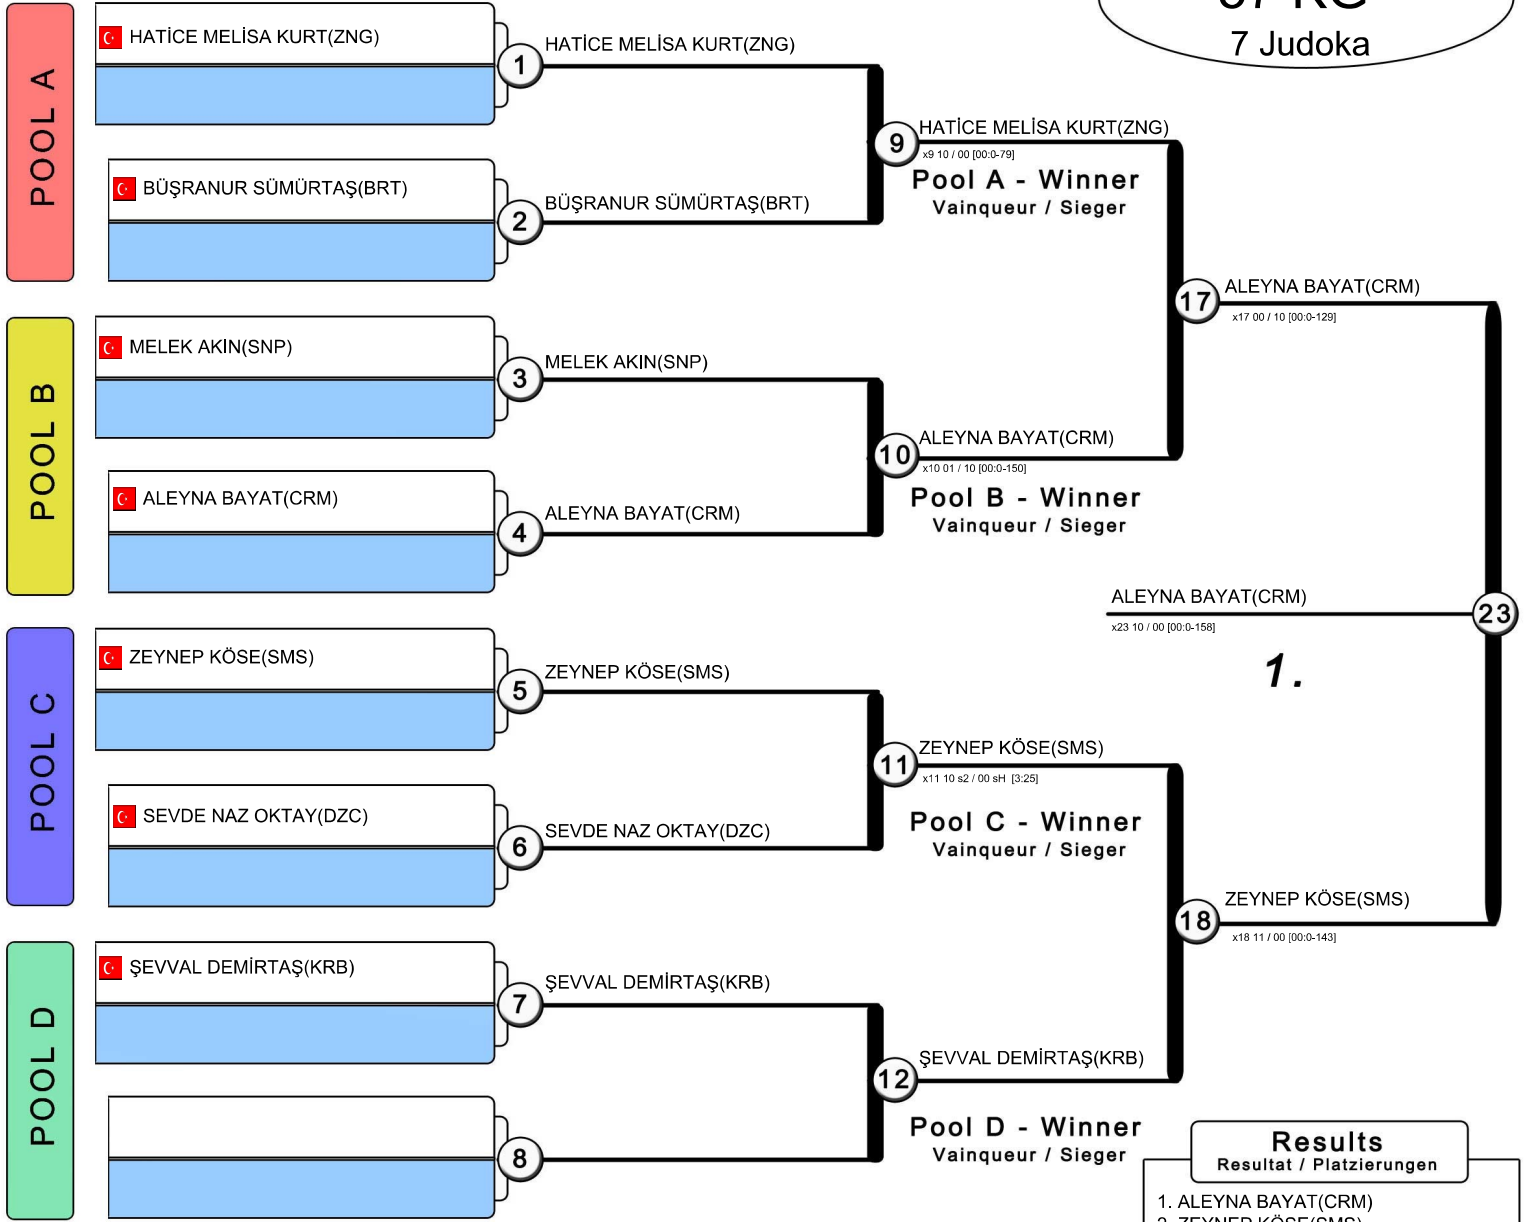 7 Judoka
POOL A
HATİCE MELİSA KURT(ZNG)
1
HATİCE MELİSA KURT(ZNG)
BÜŞRANUR SÜMÜRTAŞ(BRT)
2
BÜŞRANUR SÜMÜRTAŞ(BRT)
9
HATİCE MELİSA KURT(ZNG)
x9 10 / 00 [00:0-79]
Pool A - Winner
Vainqueur / Sieger
POOL B
MELEK AKIN(SNP)
3
MELEK AKIN(SNP)
ALEYNA BAYAT(CRM)
4
ALEYNA BAYAT(CRM)
10
ALEYNA BAYAT(CRM)
x10 01 / 10 [00:0-150]
Pool B - Winner
Vainqueur / Sieger
17
ALEYNA BAYAT(CRM)
x17 00 / 10 [00:0-129]
POOL C
ZEYNEP KÖSE(SMS)
5
ZEYNEP KÖSE(SMS)
SEVDE NAZ OKTAY(DZC)
6
SEVDE NAZ OKTAY(DZC)
11
ZEYNEP KÖSE(SMS)
x11 10 s2 / 00 sH [3:25]
Pool C - Winner
Vainqueur / Sieger
POOL D
ŞEVVAL DEMİRTAŞ(KRB)
7
ŞEVVAL DEMİRTAŞ(KRB)
8
12
ŞEVVAL DEMİRTAŞ(KRB)
Pool D - Winner
Vainqueur / Sieger
18
ZEYNEP KÖSE(SMS)
x18 11 / 00 [00:0-143]
ALEYNA BAYAT(CRM)
23
x23 10 / 00 [00:0-158]
1.
Results
Resultat / Platzierungen
1. ALEYNA BAYAT(CRM)
2. ZEYNEP KÖSE(SMS)